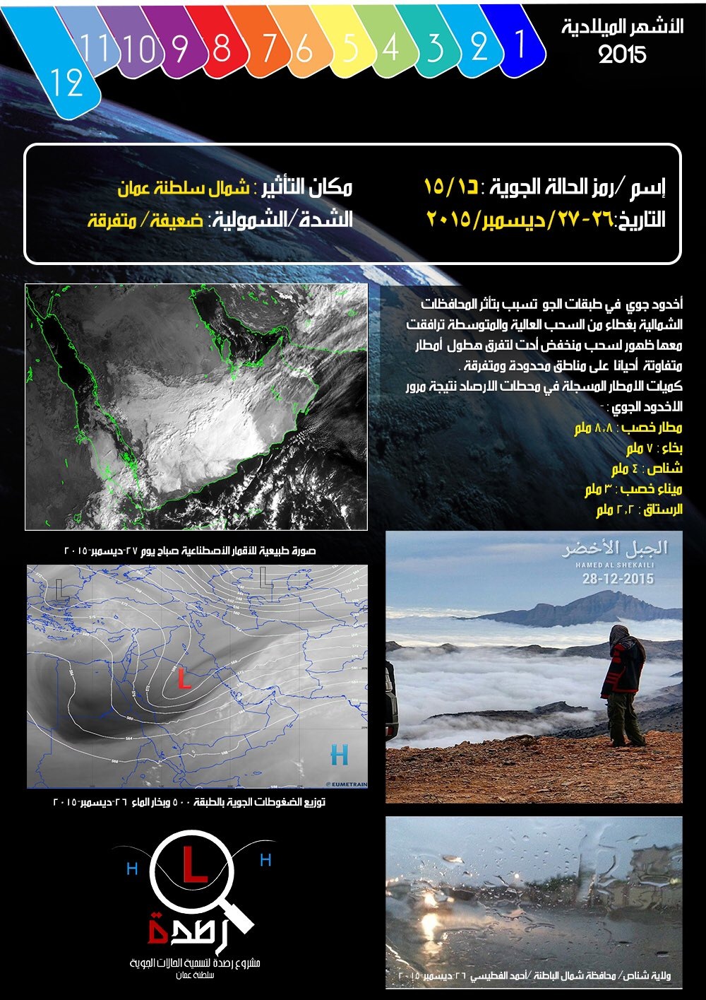 الأشهر الميلادية
2015
1
2
3
4
5
6
7
8
9
10
11
12
إسم /رمز الحالة الجوية :د١٥/١
مكان التأثير : شمال سلطنة عمان
التاريخ:٢٦-٢٧/ديسمبر/٢٠١٥
الشدة/الشمولية: ضعيفة/ متفرقة
أخدود جوي في طبقات الجو تسبب بتأثر المحافظات
الشمالية بغطاء من السحب العالية والمتوسطة ترافقت
معها ظهور لسحب منخفض أدت لتفرق هطول أمطار
متفاوتة أحيانا على مناطق محدودة ومتفرقة .
كميات الامطار المسجلة في محطات الارصاد نتيجة مرور
الاخدود الجوي : -
مطار خصب : ٨,٨ ملم
بخاء : ٧ ملم
شناص : ٤ ملم
ميناء خصب : ٣ ملم
الرستاق : ٢,٢ ملم
صورة طبيعية للأقمار الأصطناعية صباح يوم ٢٧-ديسمبر-٢٠١٥
الجبل الأخضر
HAMED AL SHEKAILI
28-12-2015
L
L
L
H
EUMETRAIN
توزيع الضغوطات الجوية بالطبقة ٥٠٠ وبخار الماء ٢٦-ديسمبر-٢٠١٥
H
L
H
رصدة
مشروع رصدة لتسمية الحالات الجوية
سلطنة عمان
ولاية شناص/ محافظة شمال الباطنة /أحمد الغطيسي ٢٦-ديسمبر-٢٠١٥